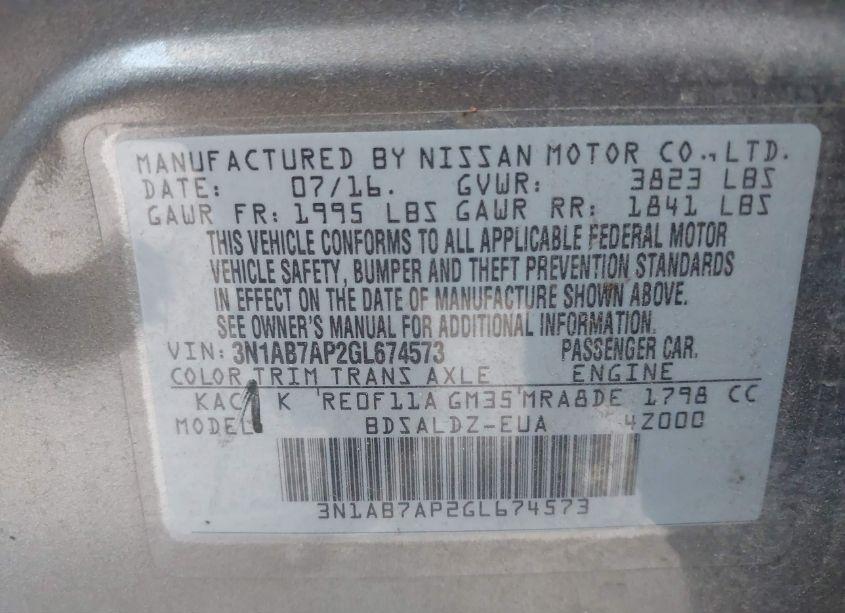 MANUFACTURED BY NISSAN MOTOR CO., LTD.
DATE: 07/16. GVWR: 3823 LBS
GAWR FR: 1995 LBS GAWR RR: 1841 LBS
THIS VEHICLE CONFORMS TO ALL APPLICABLE FEDERAL MOTOR
VEHICLE SAFETY, BUMPER AND THEFT PREVENTION STANDARDS
IN EFFECT ON THE DATE OF MANUFACTURE SHOWN ABOVE.
SEE OWNER'S MANUAL FOR ADDITIONAL INFORMATION.
VIN: 3N1AB7AP2GL674573 PASSENGER CAR.
COLOR TRIM TRANS AXLE ENGINE
KAC K RE0F11A GM35 MRA8DE 1798 CC
MODEL BDSALDZ-EUA 4Z000
3N1AB7AP2GL674573